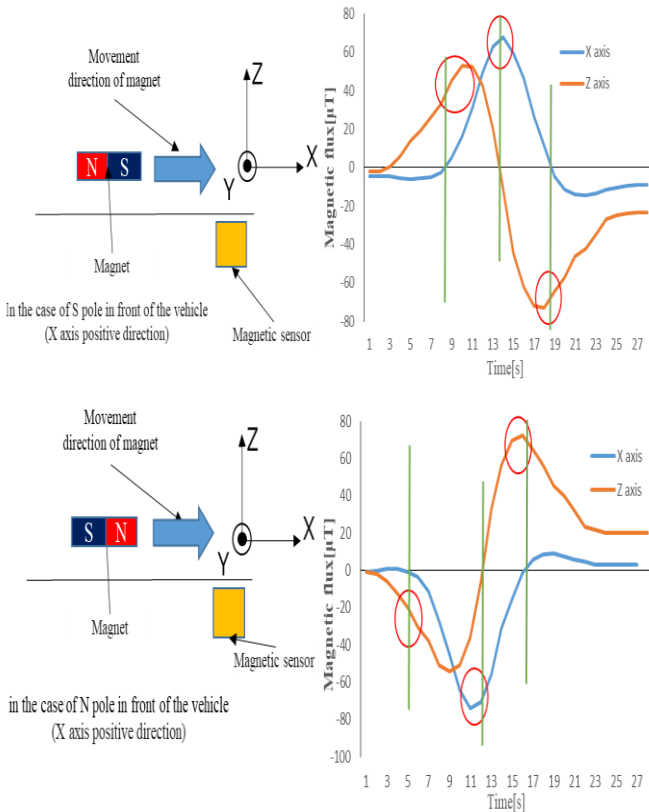 Movement
direction of magnet
Z
X
Y
N S
Magnet
In the case of S pole in front of the vehicle
(X axis positive direction)
Magnetic sensor
Magnetic flux[μT]
80
60
40
20
0
-20
-40
-60
-80
X axis
Z axis
1 3 5 7 9 11 13 15 17 19 21 23 25 27
Time[s]
Movement
direction of magnet
Z
X
Y
S N
Magnet
Magnetic sensor
in the case of N pole in front of the vehicle
(X axis positive direction)
Magnetic flux[μT]
80
60
40
20
0
-20
-40
-60
-80
-100
X axis
Z axis
1 3 5 7 9 11 13 15 17 19 21 23 25 27
Time[s]